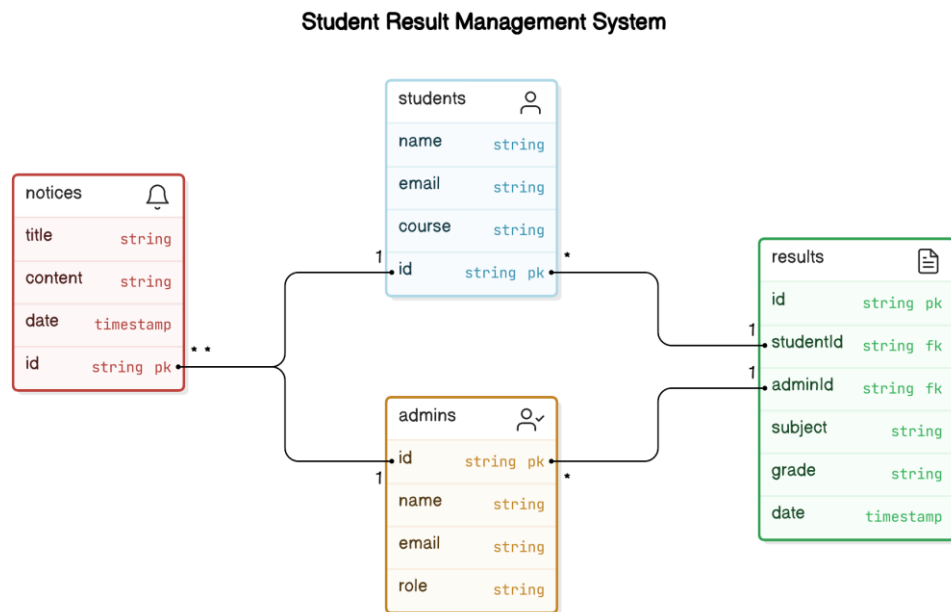 Student Result Management System
students
name string
email string
course string
1 id string pk *
notices
title string
content string
date timestamp
id string pk * *
admins
id string pk
1 *
name string
email string
role string
results
id string pk
1 studentId string fk
1 adminId string fk
subject string
grade string
date timestamp